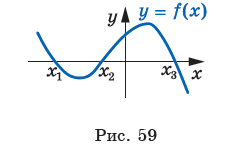 y y = f(x)
x₁ x₂ x₃ x
Рис. 59